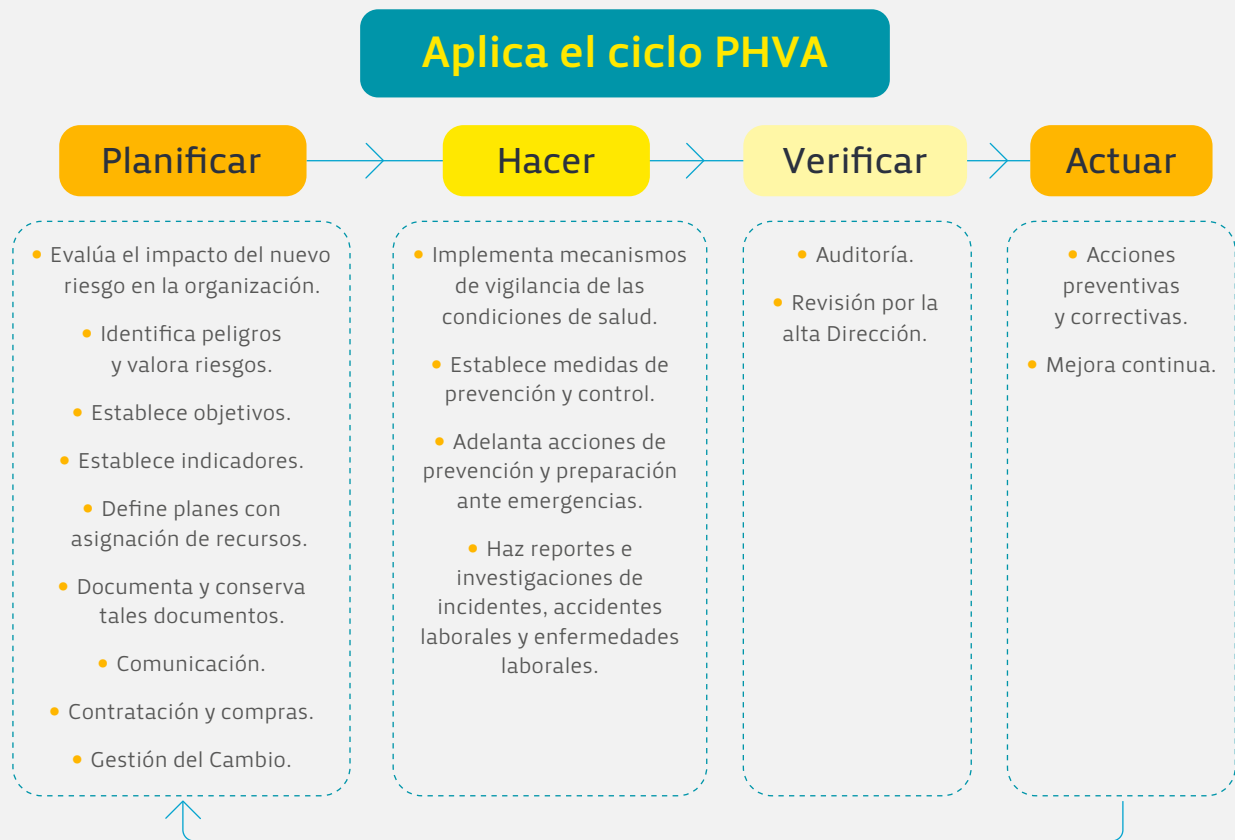 Aplica el ciclo PHVA
Planificar
• Evalúa el impacto del nuevo
riesgo en la organización.
• Identifica peligros
y valora riesgos.
• Establece objetivos.
• Establece indicadores.
• Define planes con
asignación de recursos.
• Documenta y conserva
tales documentos.
• Comunicación.
• Contratación y compras.
• Gestión del Cambio.
Hacer
• Implementa mecanismos
de vigilancia de las
condiciones de salud.
• Establece medidas de
prevención y control.
• Adelanta acciones de
prevención y preparación
ante emergencias.
• Haz reportes e
investigaciones de
incidentes, accidentes
laborales y enfermedades
laborales.
Verificar
• Auditoría.
• Revisión por la
alta Dirección.
Actuar
• Acciones
preventivas
y correctivas.
• Mejora continua.